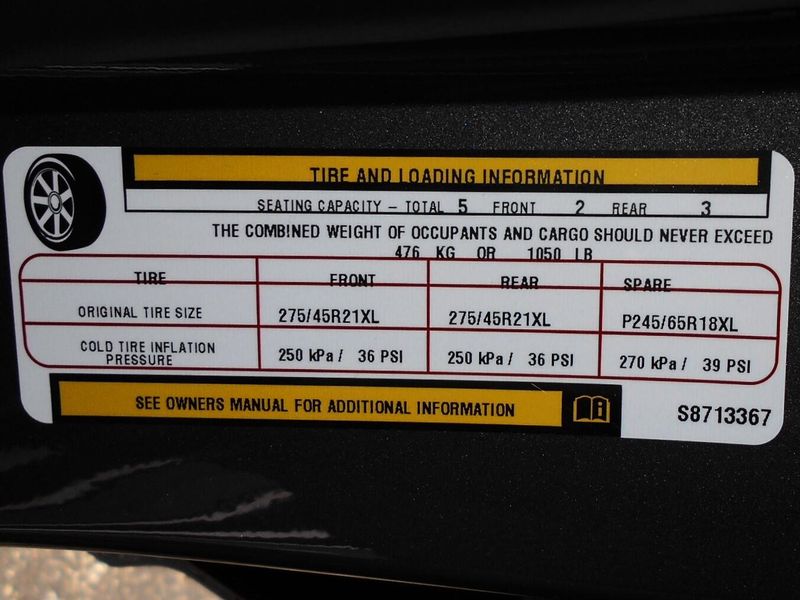 TIRE AND LOADING INFORMATION
SEATING CAPACITY - TOTAL 5 FRONT 2 REAR 3
THE COMBINED WEIGHT OF OCCUPANTS AND CARGO SHOULD NEVER EXCEED
476 KG OR 1050 LB
TIRE FRONT REAR SPARE
ORIGINAL TIRE SIZE 275/45R21XL 275/45R21XL P245/65R18XL
COLD TIRE INFLATION PRESSURE 250 kPa / 36 PSI 250 kPa / 36 PSI 270 kPa / 39 PSI
SEE OWNERS MANUAL FOR ADDITIONAL INFORMATION
S8713367